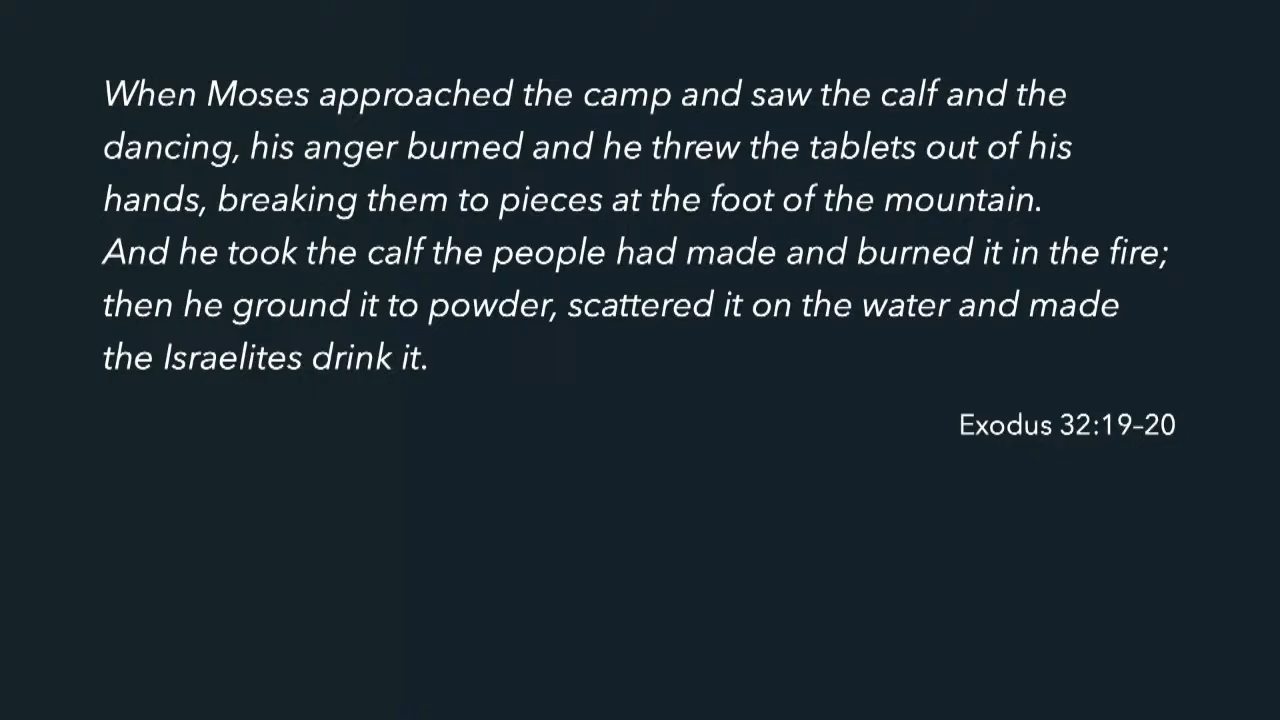 When Moses approached the camp and saw the calf and the
dancing, his anger burned and he threw the tablets out of his
hands, breaking them to pieces at the foot of the mountain.
And he took the calf the people had made and burned it in the fire;
then he ground it to powder, scattered it on the water and made
the Israelites drink it.
Exodus 32:19–20